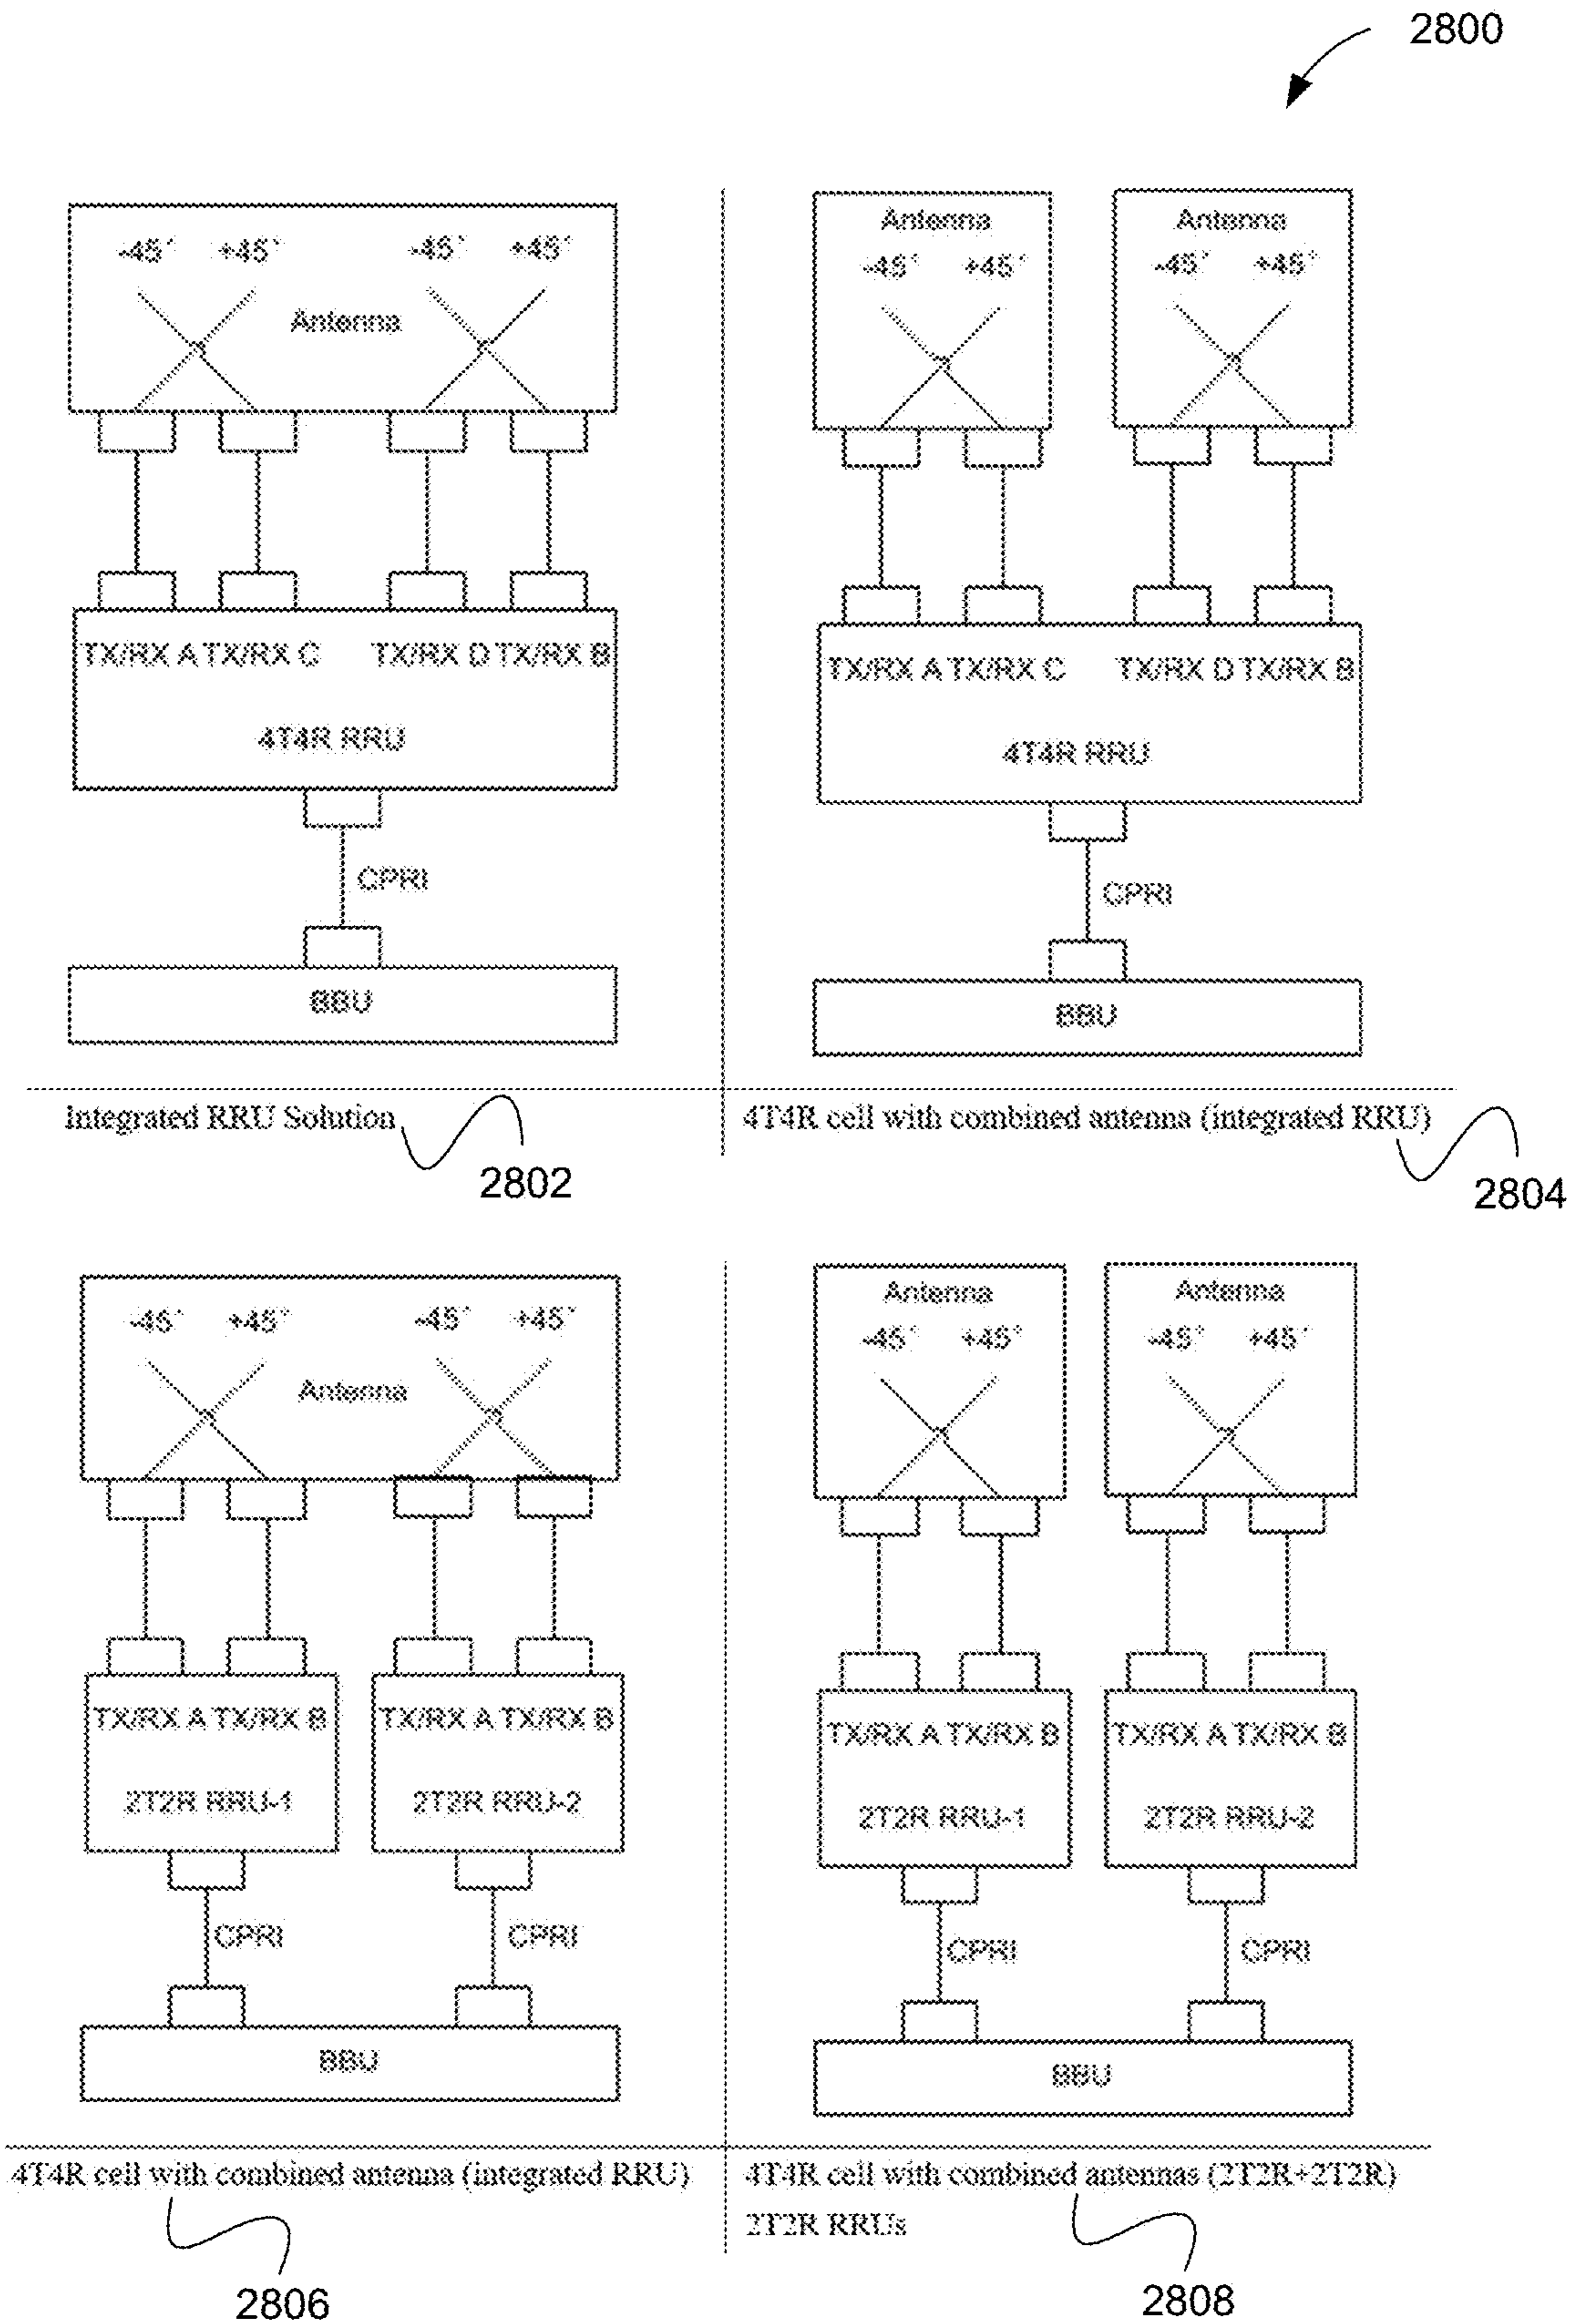 2800
-45° +45° -45° +45°
Antenna
TX/RX A TX/RX C TX/RX D TX/RX B
4T4R RRU
CPRI
BBU
Integrated RRU Solution
2802
Antenna Antenna
-45° +45° -45° +45°
TX/RX A TX/RX C TX/RX D TX/RX B
4T4R RRU
CPRI
BBU
4T4R cell with combined antenna (integrated RRU)
2804
-45° +45° -45° +45°
Antenna
TX/RX A TX/RX B TX/RX A TX/RX B
2T2R RRU-1 2T2R RRU-2
CPRI CPRI
BBU
4T4R cell with combined antenna (integrated RRU)
2806
Antenna Antenna
-45° +45° -45° +45°
TX/RX A TX/RX B TX/RX A TX/RX B
2T2R RRU-1 2T2R RRU-2
CPRI CPRI
BBU
4T4R cell with combined antennas (2T2R+2T2R)
2T2R RRUs
2808